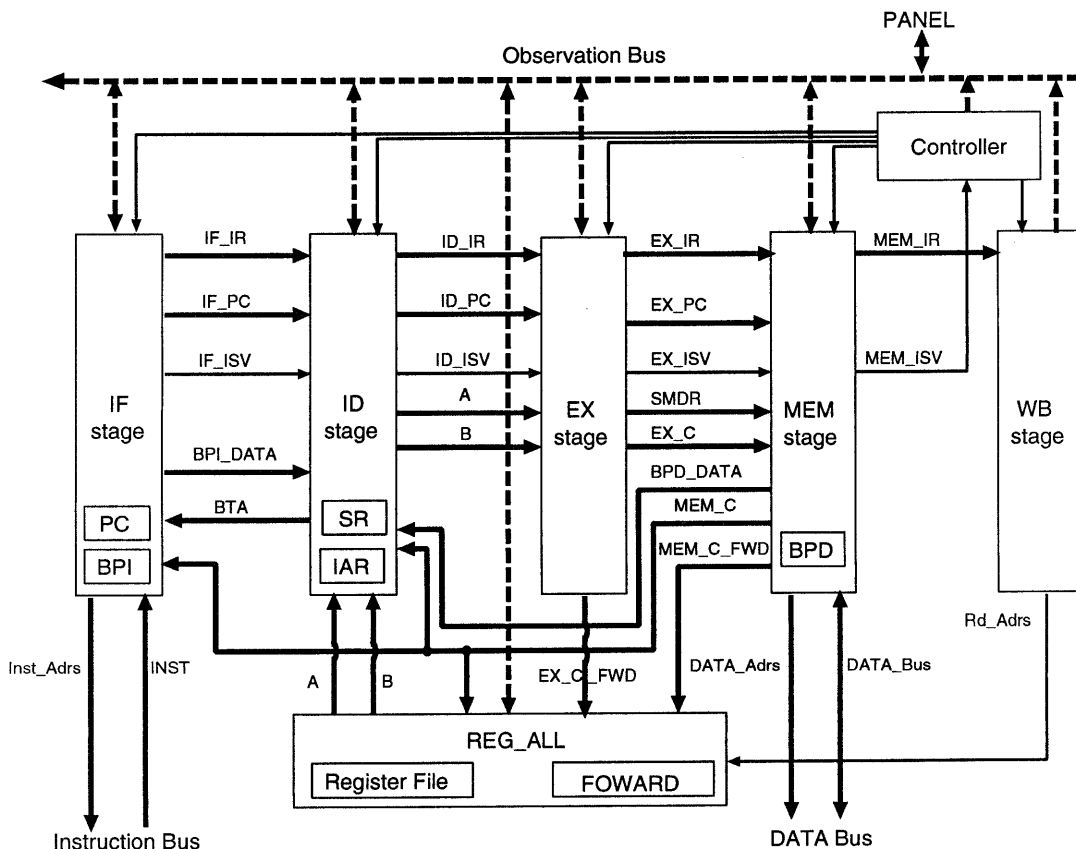 PANEL
Observation Bus
Controller
IF_IR
ID_IR
EX_IR
MEM_IR
IF_PC
ID_PC
EX_PC
IF_ISV
ID_ISV
EX_ISV
MEM_ISV
A
SMDR
B
EX_C
IF
stage
ID
stage
EX
stage
MEM
stage
WB
stage
BPI_DATA
BPD_DATA
BTA
MEM_C
MEM_C_FWD
PC
BPI
SR
IAR
BPD
Inst_Adrs
INST
A
B
EX_C_FWD
DATA_Adrs
DATA_Bus
Rd_Adrs
REG_ALL
Register File
FOWARD
Instruction Bus
DATA Bus